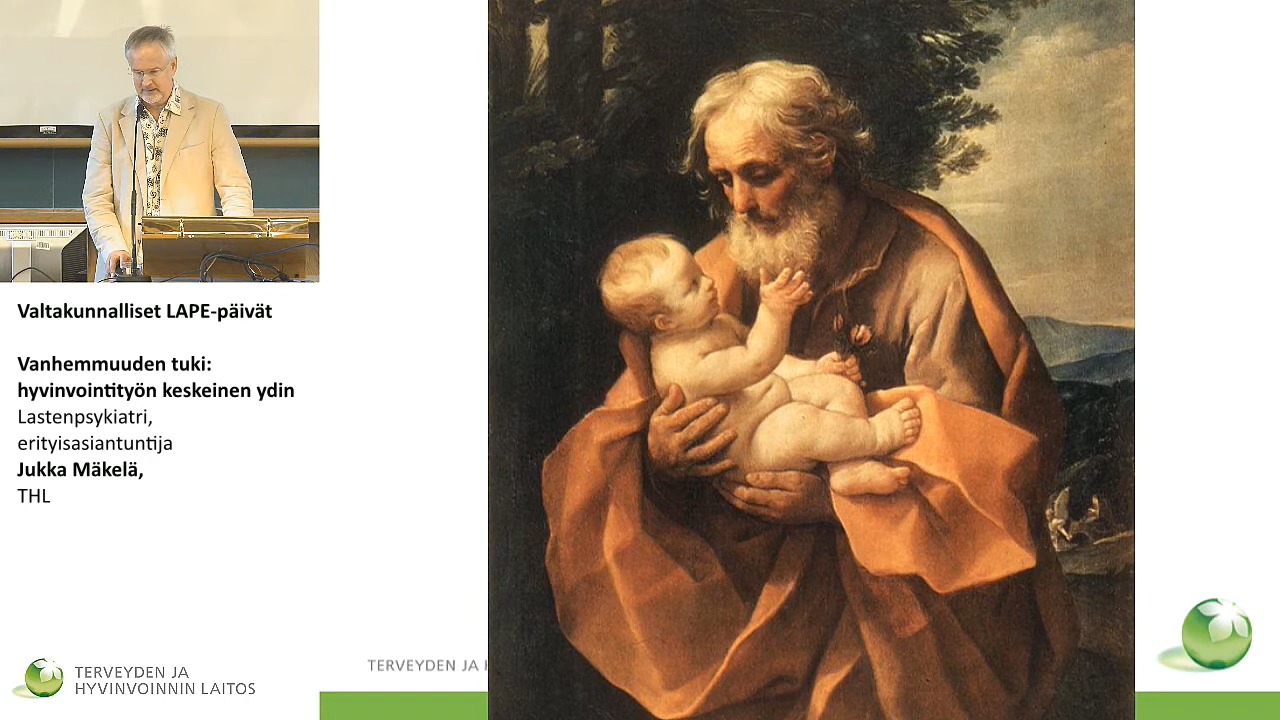 Valtakunnalliset LAPE-päivät
Vanhemmuuden tuki:
hyvinvointityön keskeinen ydin
Lastenpsykiatri,
erityisasiantuntija
Jukka Mäkelä,
THL
TERVEYDEN JA
HYVINVOINNIN LAITOS
TERVEYDEN JA